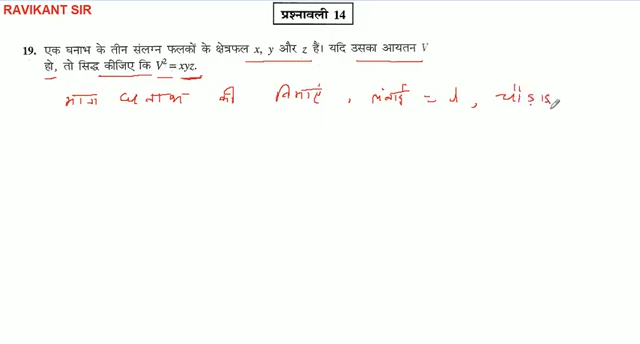 RAVIKANT SIR
प्रश्नावली 14
19. एक घनाभ के तीन संलग्न फलकों के क्षेत्रफल x, y और z हैं। यदि उसका आयतन V
हो, तो सिद्ध कीजिए कि V² = xyz.
माना घनाभ की विमाएं, लंबाई = l, चौड़ाई